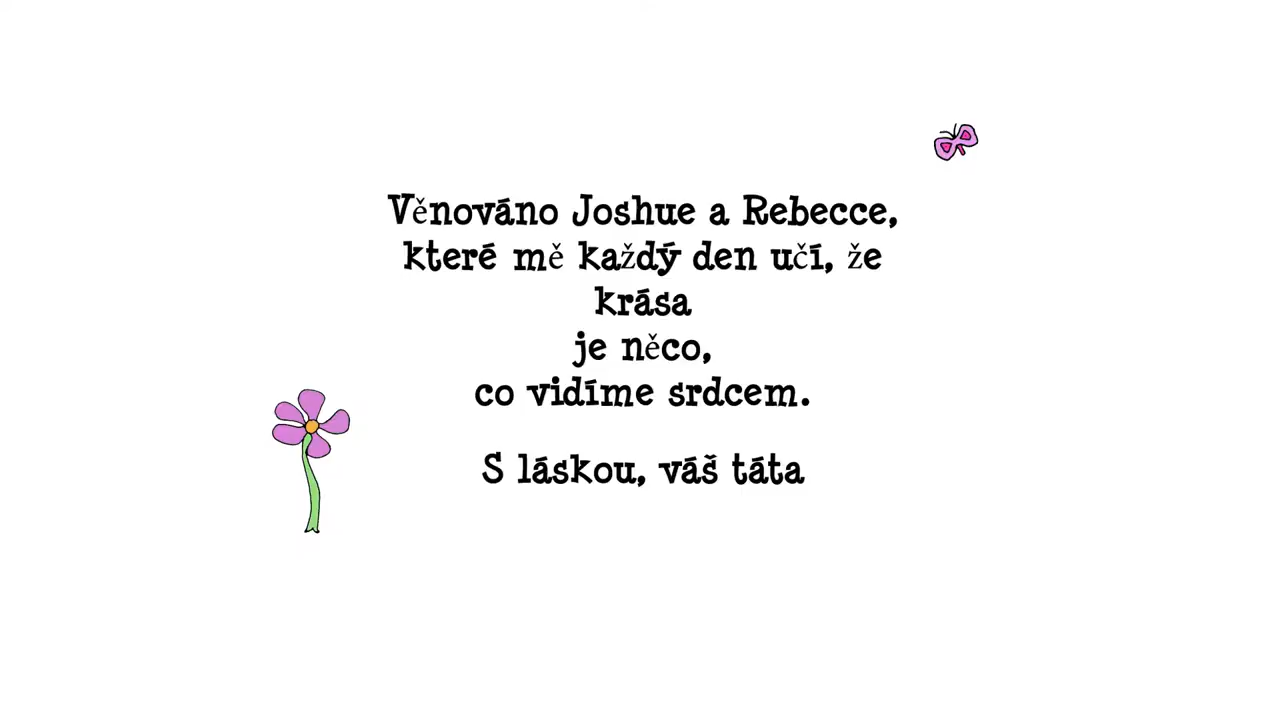 Věnováno Joshue a Rebecce,
které mě každý den učí, že
krása
je něco,
co vidíme srdcem.
S láskou, váš táta